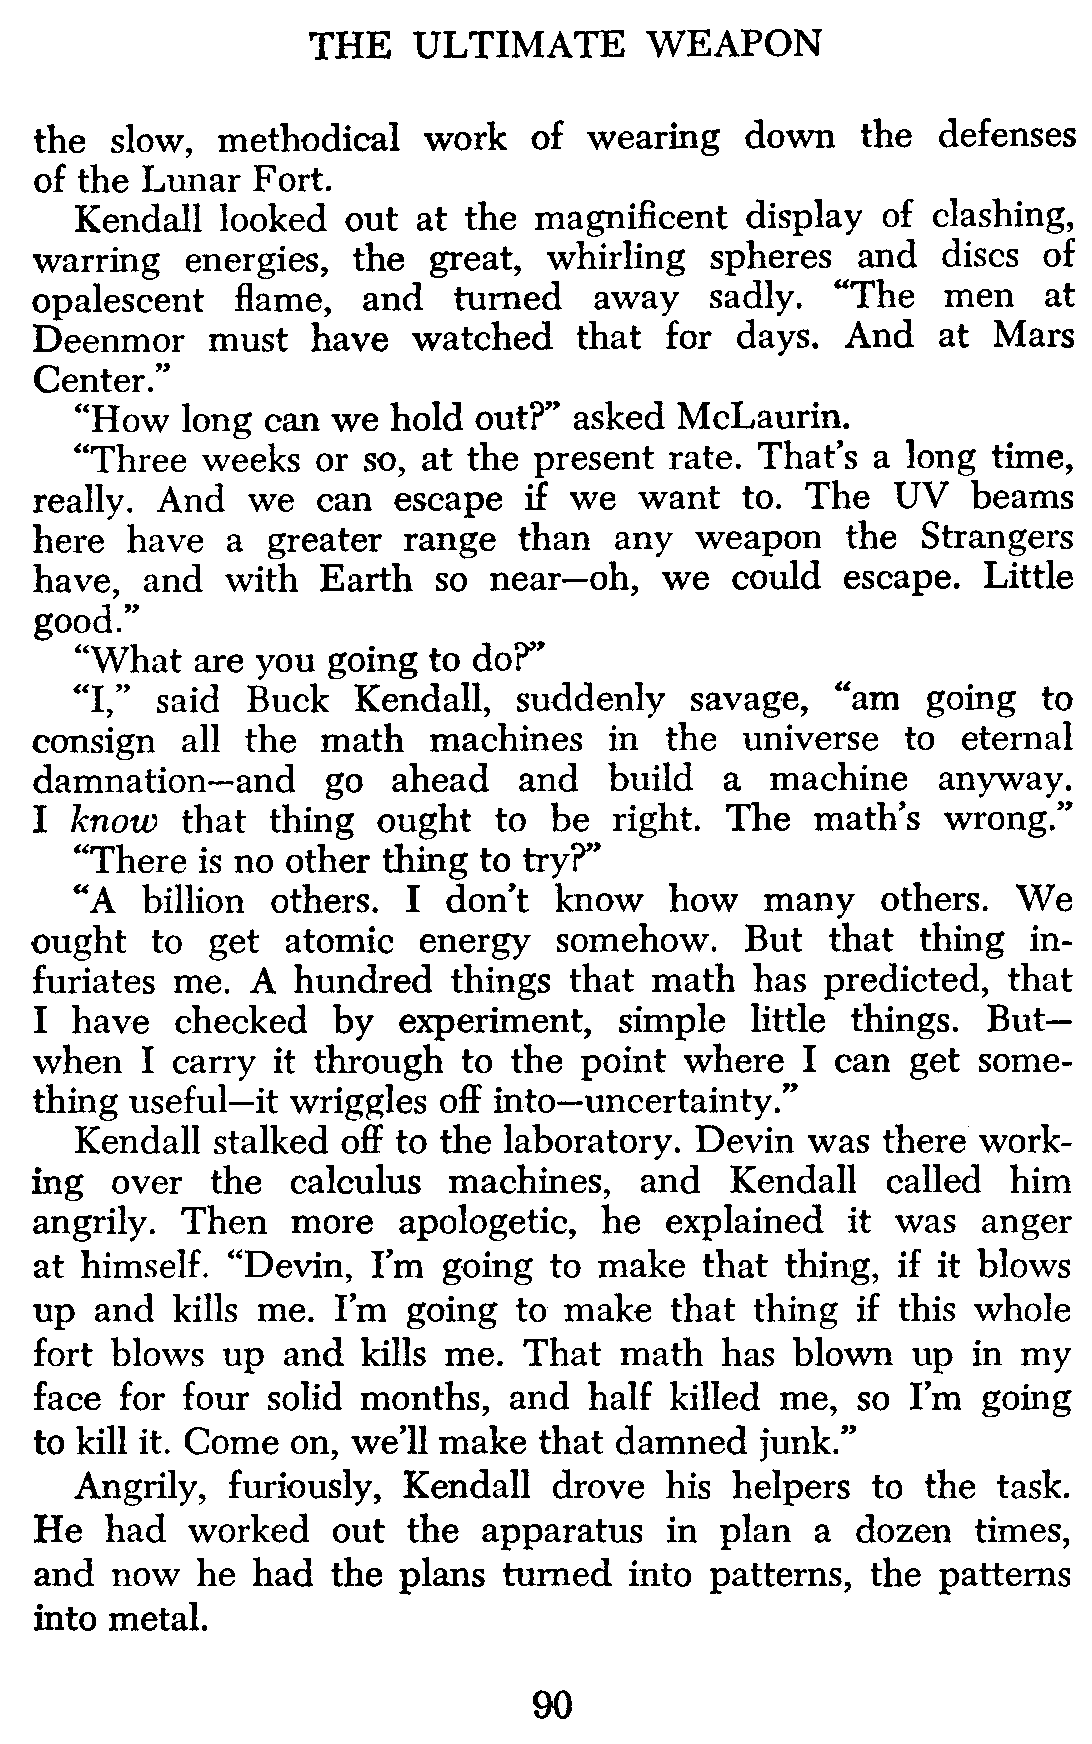 THE ULTIMATE WEAPON
the slow, methodical work of wearing down the defenses
of the Lunar Fort.
Kendall looked out at the magnificent display of clashing,
warring energies, the great, whirling spheres and discs of
opalescent flame, and turned away sadly. “The men at
Deenmor must have watched that for days. And at Mars
Center.”
“How long can we hold out?” asked McLaurin.
“Three weeks or so, at the present rate. That’s a long time,
really. And we can escape if we want to. The UV beams
here have a greater range than any weapon the Strangers
have, and with Earth so near—oh, we could escape. Little
good.”
“What are you going to do?”
“I,” said Buck Kendall, suddenly savage, “am going to
consign all the math machines in the universe to eternal
damnation—and go ahead and build a machine anyway.
I know that thing ought to be right. The math’s wrong.”
“There is no other thing to try?”
“A billion others. I don’t know how many others. We
ought to get atomic energy somehow. But that thing in-
furiates me. A hundred things that math has predicted, that
I have checked by experiment, simple little things. But—
when I carry it through to the point where I can get some-
thing useful—it wriggles off into—uncertainty.”
Kendall stalked off to the laboratory. Devin was there work-
ing over the calculus machines, and Kendall called him
angrily. Then more apologetic, he explained it was anger
at himself. “Devin, I’m going to make that thing, if it blows
up and kills me. I’m going to make that thing if this whole
fort blows up and kills me. That math has blown up in my
face for four solid months, and half killed me, so I’m going
to kill it. Come on, we’ll make that damned junk.”
Angrily, furiously, Kendall drove his helpers to the task.
He had worked out the apparatus in plan a dozen times,
and now he had the plans turned into patterns, the patterns
into metal.
90